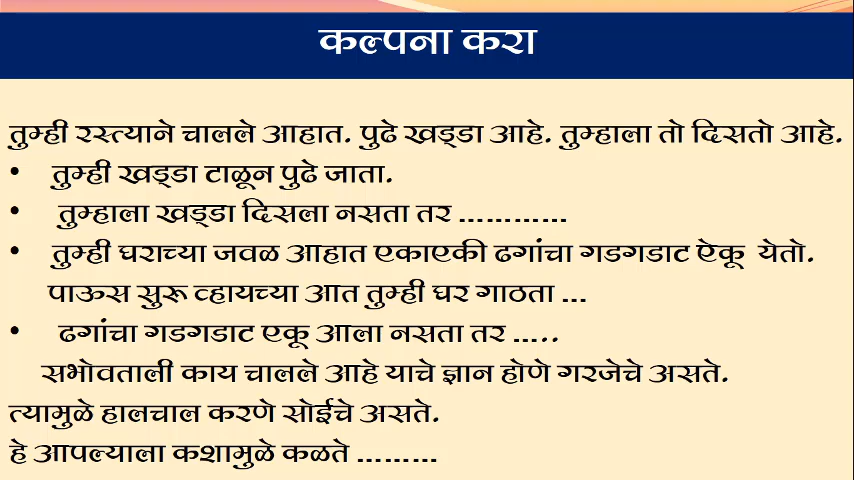 कल्पना करा
तुम्ही रस्त्याने चालले आहात. पुढे खड्डा आहे. तुम्हाला तो दिसतो आहे.
• तुम्ही खड्डा टाळून पुढे जाता.
• तुम्हाला खड्डा दिसला नसता तर ............
• तुम्ही घराच्या जवळ आहात एकाएकी ढगांचा गडगडाट ऐकू येतो.
पाऊस सुरू व्हायच्या आत तुम्ही घर गाठता ...
• ढगांचा गडगडाट एकू आला नसता तर .....
सभोवताली काय चालले आहे याचे ज्ञान होणे गरजेचे असते.
त्यामुळे हालचाल करणे सोईचे असते.
हे आपल्याला कशामुळे कळते .........